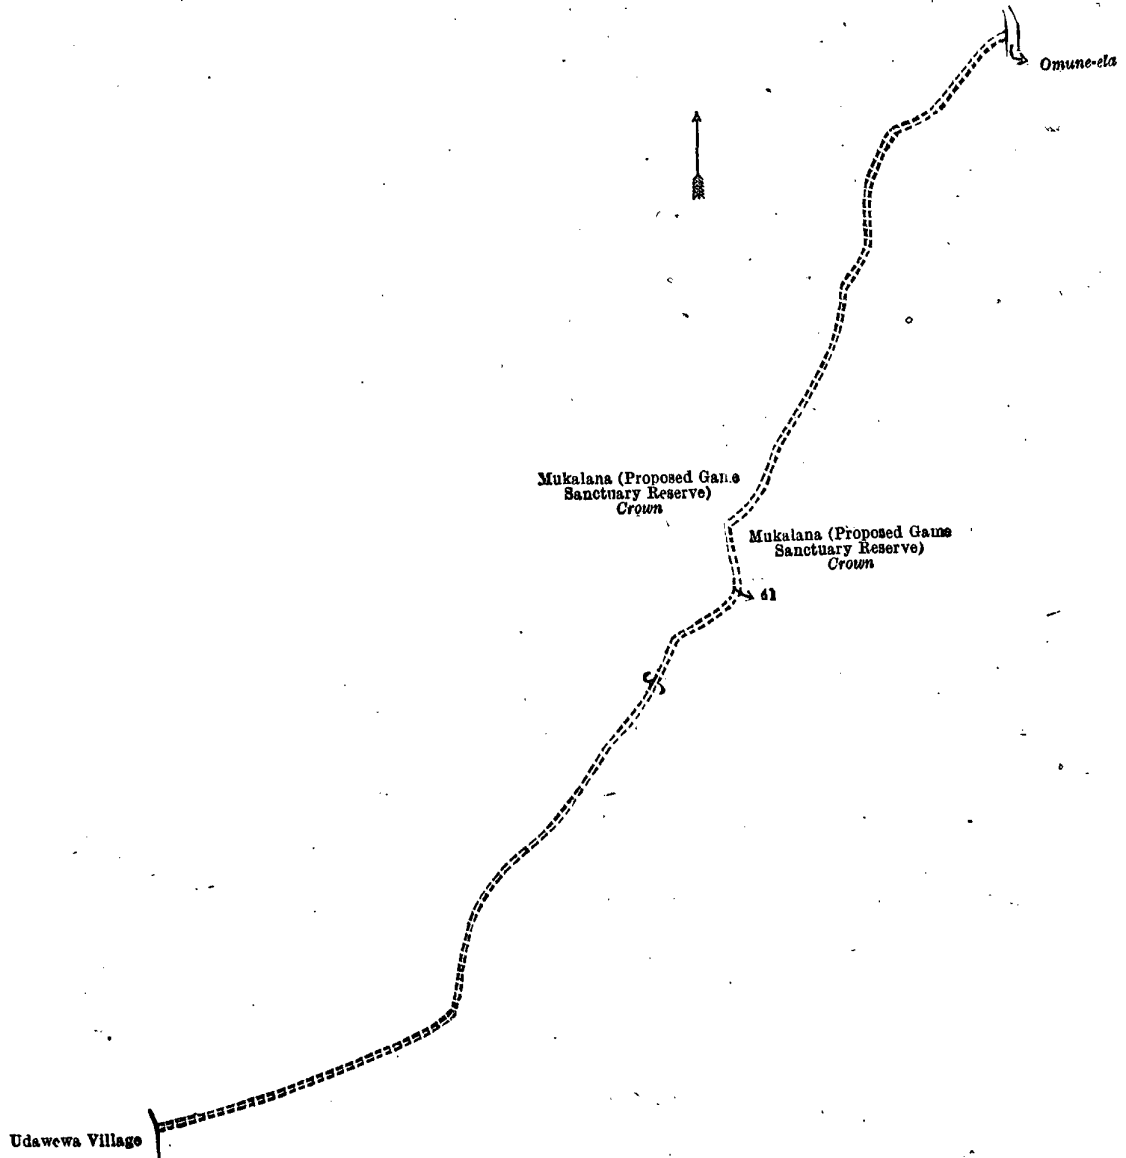 Omune-ela
Mukalana (Proposed Game
Sanctuary Reserve)
Crown
Mukalana (Proposed Game
Sanctuary Reserve)
Crown
61
Udawewa Village